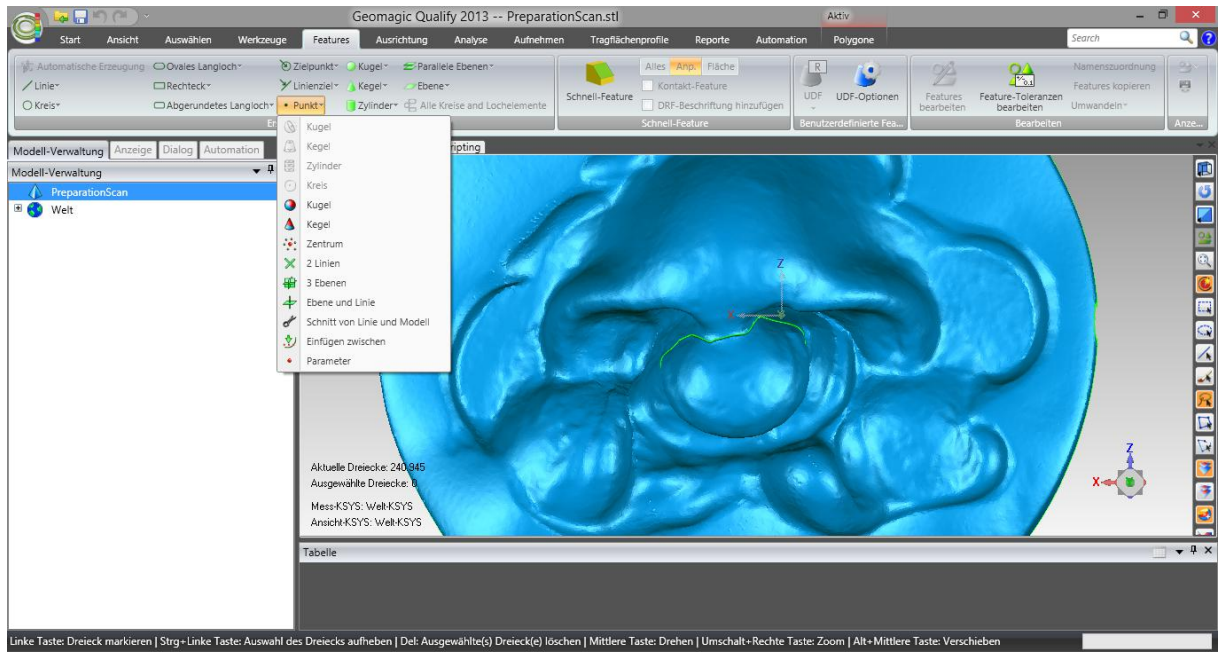 Geomagic Qualify 2013 -- PreparationScan.stl
Aktiv
Start Ansicht Auswählen Werkzeuge Features Ausrichtung Analyse Aufnehmen Tragflächenprofile Reporte Automation Polygone
Search
Automatische Erzeugung Ovales Langloch Zielpunkt Kugel Parallele Ebenen
Linie Rechteck Linienziel Kegel Ebene
Kreis Abgerundetes Langloch Punkt Zylinder Alle Kreise und Lochelemente
Schnell-Feature
Alles Anp. Fläche
Kontakt-Feature
DRF-Beschriftung hinzufügen
Schnell-Feature
R
UDF
UDF-Optionen
Benutzerdefinierte Fea...
Features bearbeiten
Feature-Toleranzen bearbeiten
Namenszuordnung
Features kopieren
Umwandeln
Bearbeiten
Anze...
Modell-Verwaltung Anzeige Dialog Automation
ripting
Modell-Verwaltung
PreparationScan
Welt
Kugel
Kegel
Zylinder
Kreis
Kugel
Kegel
Zentrum
2 Linien
3 Ebenen
Ebene und Linie
Schnitt von Linie und Modell
Einfügen zwischen
Parameter
Z
X
Aktuelle Dreiecke: 240.945
Ausgewählte Dreiecke: 0
Mess-KSYS: Welt-KSYS
Ansicht-KSYS: Welt-KSYS
Z
X
Tabelle
Linke Taste: Dreieck markieren | Strg+Linke Taste: Auswahl des Dreiecks aufheben | Del: Ausgewählte(s) Dreieck(e) löschen | Mittlere Taste: Drehen | Umschalt+Rechte Taste: Zoom | Alt+Mittlere Taste: Verschieben